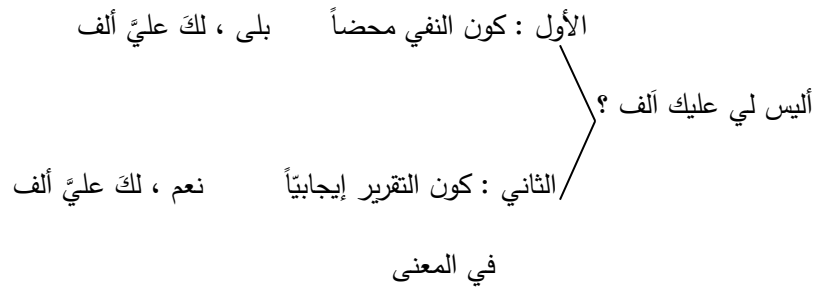 الأول : كون النفي محضاً بلى ، لكَ عليَّ ألف
أليس لي عليك اَلف ؟
الثاني : كون التقرير إيجابيّاً نعم ، لكَ عليَّ ألف
في المعنى